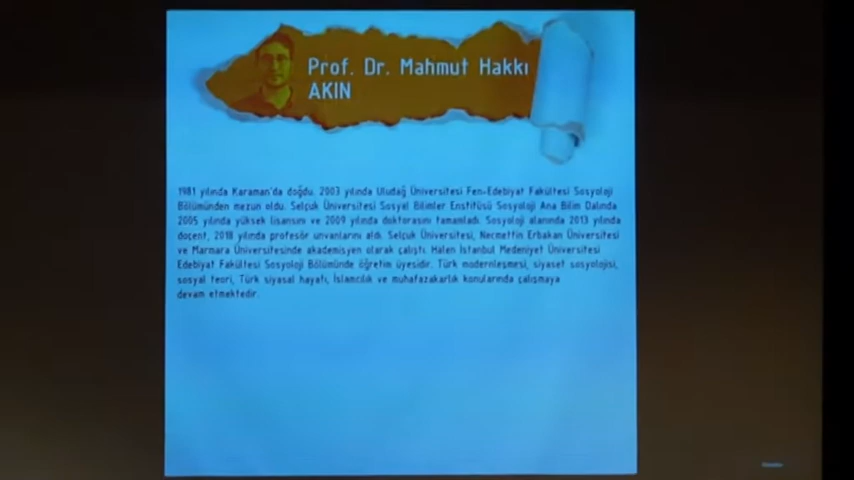 Prof. Dr. Mahmut Hakkı
AKIN
1981 yılında Karaman'da doğdu. 2003 yılında Uludağ Üniversitesi Fen-Edebiyat Fakültesi Sosyoloji
Bölümünden mezun oldu. Selçuk Üniversitesi Sosyal Bilimler Enstitüsü Sosyoloji Ana Bilim Dalında
2005 yılında yüksek lisansını ve 2009 yılında doktorasını tamamladı. Sosyoloji alanında 2013 yılında
doçent, 2018 yılında profesör unvanlarını aldı. Selçuk Üniversitesi, Necmettin Erbakan Üniversitesi
ve Marmara Üniversitesinde akademisyen olarak çalıştı. Halen İstanbul Medeniyet Üniversitesi
Edebiyat Fakültesi Sosyoloji Bölümünde öğretim üyesidir. Türk modernleşmesi, siyaset sosyolojisi,
sosyal teori, Türk siyasal hayatı, İslamcılık ve muhafazakarlık konularında çalışmaya
devam etmektedir.